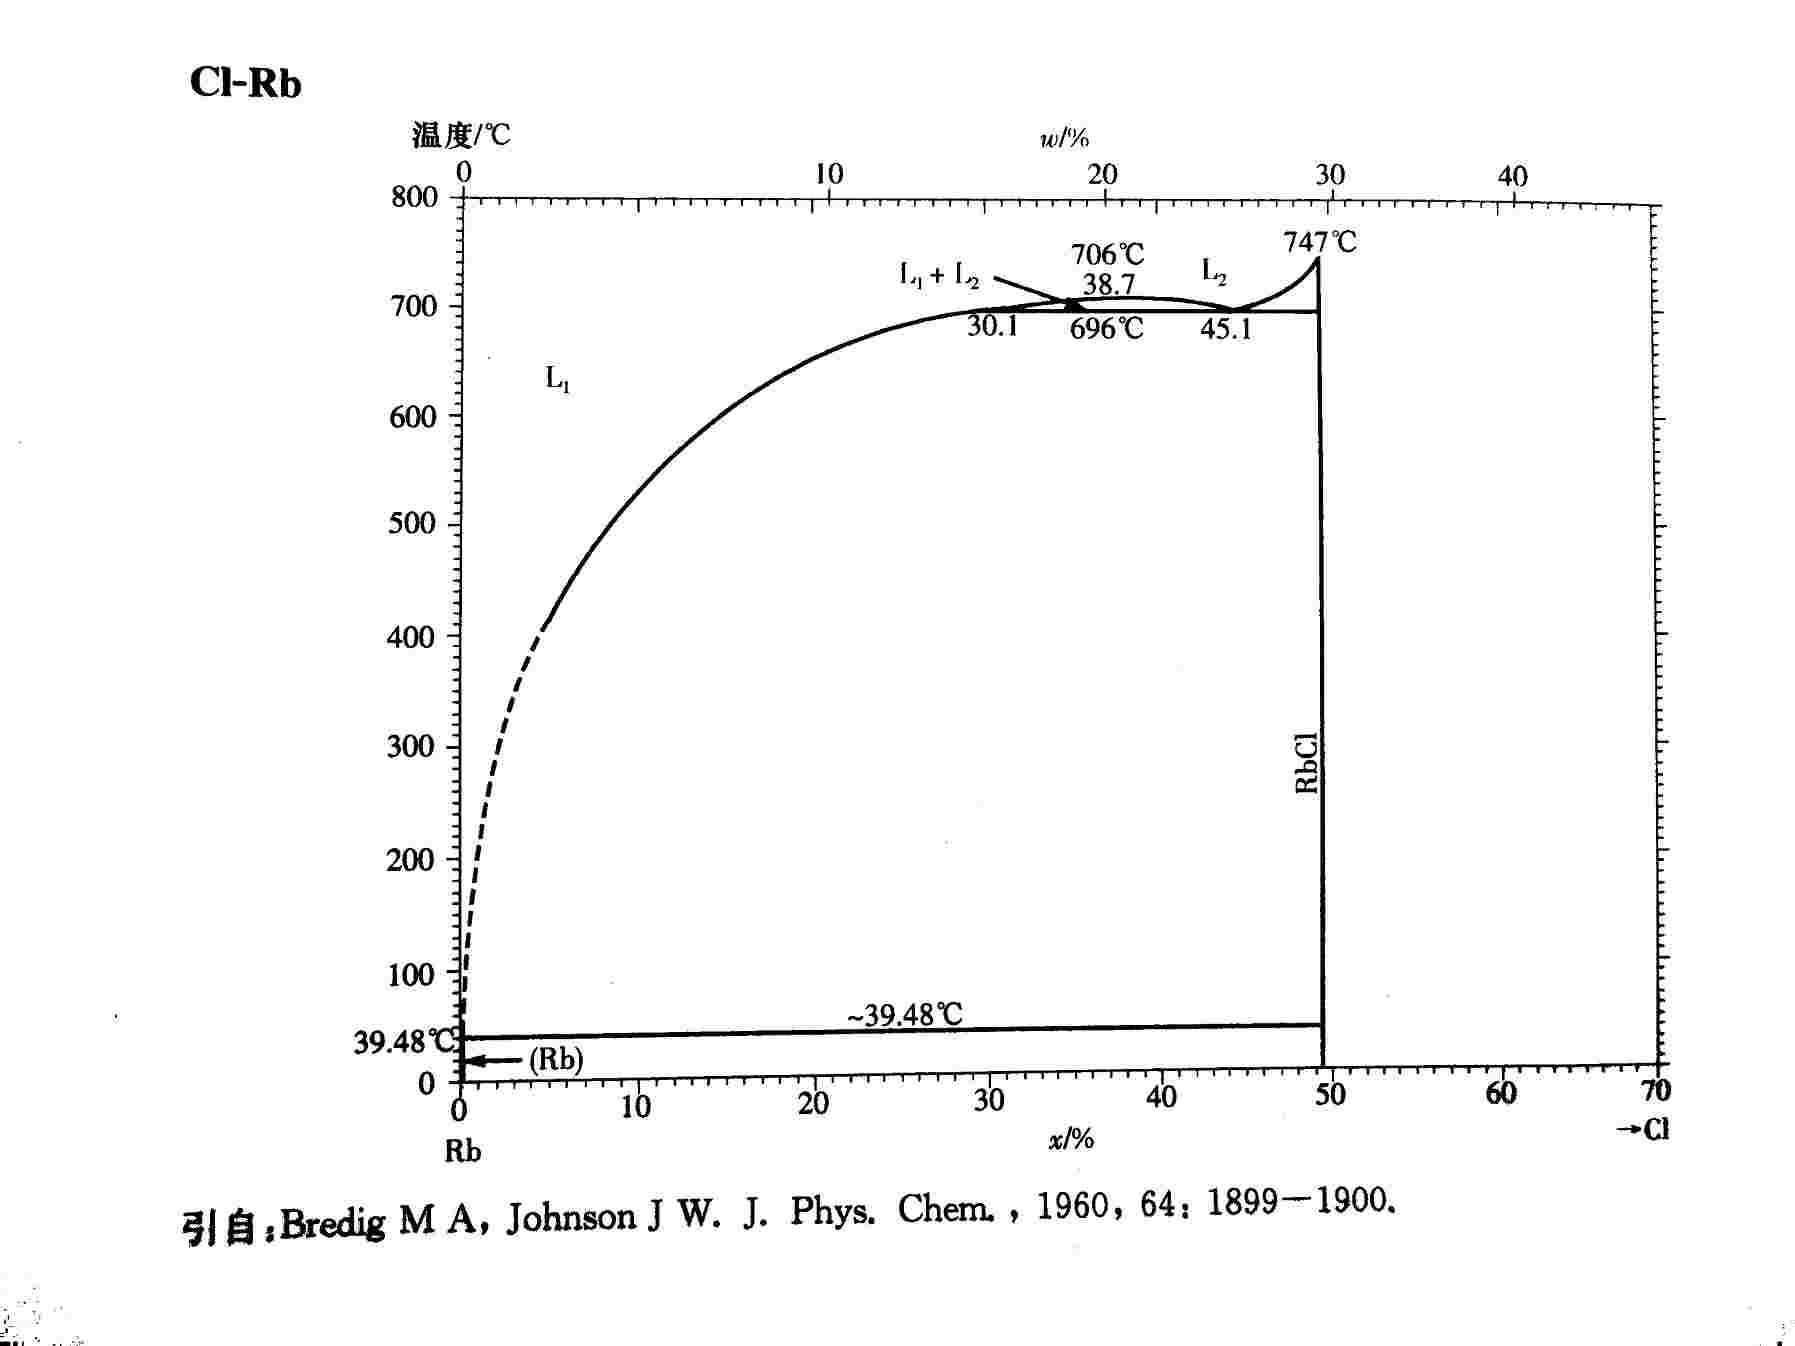 Cl-Rb
温度/℃
w/%
0 10 20 30 40
800
747℃
706℃
L₁ + L₂
38.7
L₂
700
30.1
696℃
45.1
L₁
600
500
400
300
RbCl
200
100
~39.48℃
39.48℃
(Rb)
0
0 10 20 30 40 50 60 70
Rb
x/%
→Cl
引自:Bredig M A, Johnson J W. J. Phys. Chem., 1960, 64: 1899—1900.